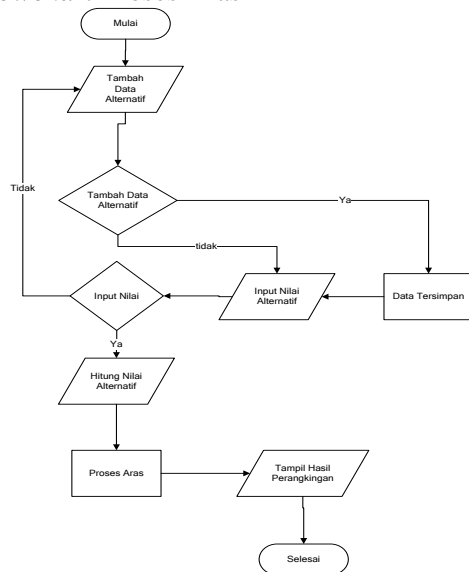 Mulai
Tambah
Data
Alternatif
Tidak
Tambah Data
Alternatif
Ya
tidak
Input Nilai
Input Nilai
Alternatif
Data Tersimpan
Ya
Hitung Nilai
Alternatif
Proses Aras
Tampil Hasil
Perangkingan
Selesai